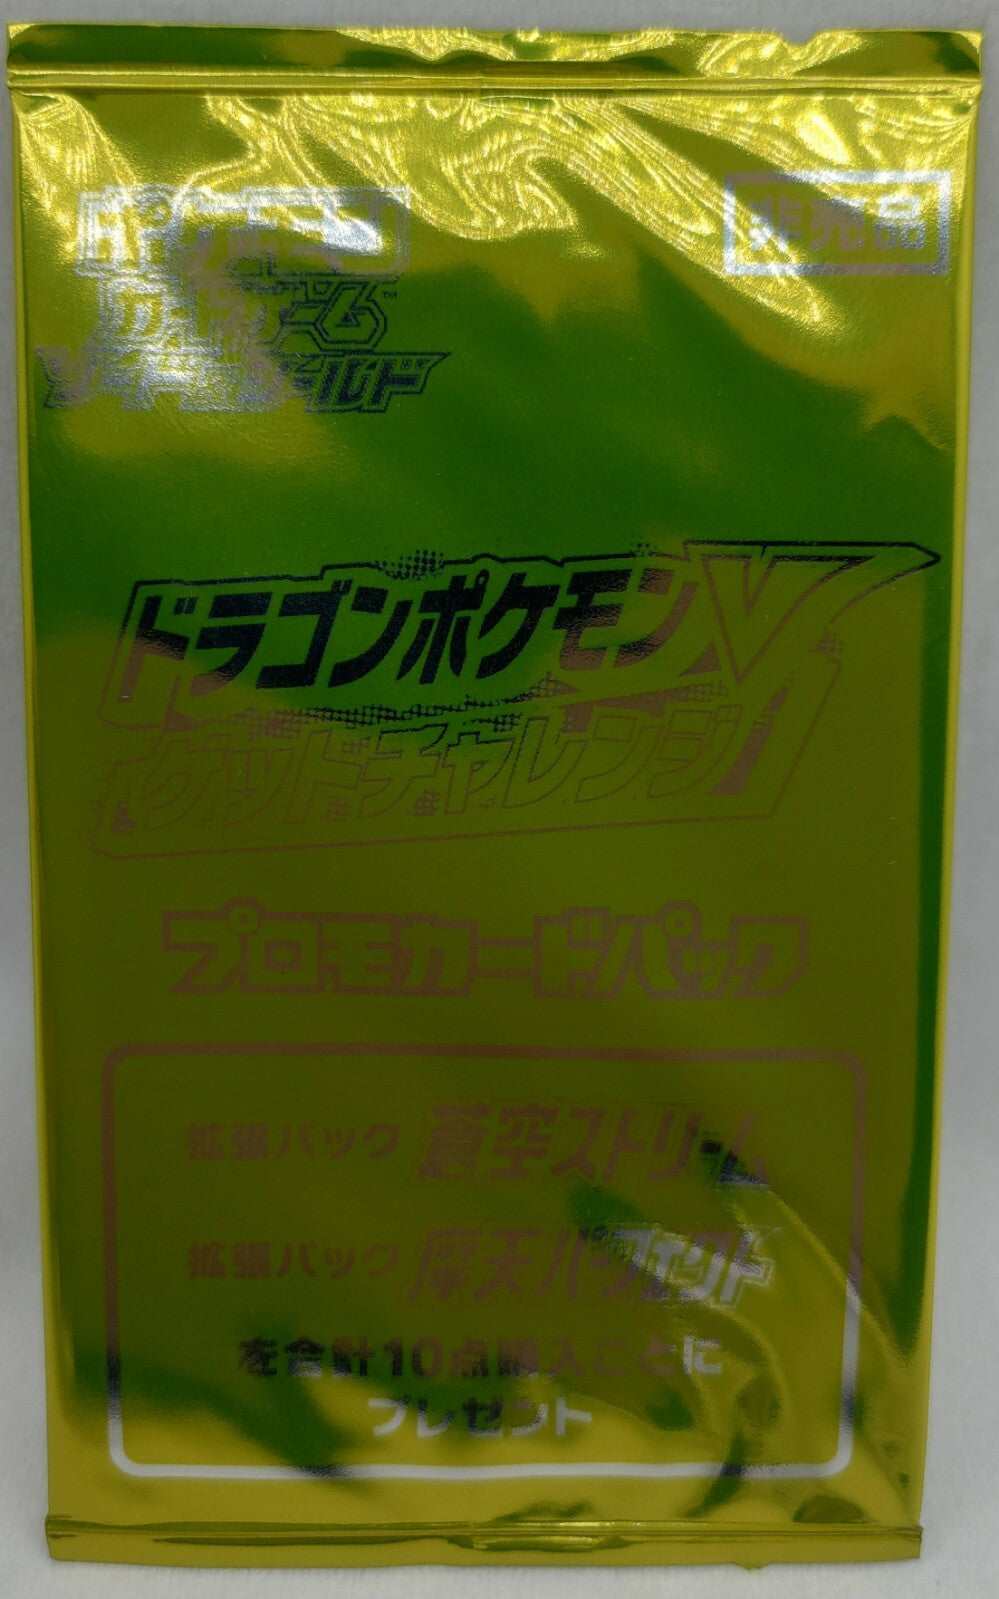 ポケモン
非売品
カードゲーム™
ソード&シールド
ドラゴンポケモンV
ゲットチャレンジ
プロモカードパック
拡張パック 蒼空ストリーム
拡張パック 摩天パーフェクト
を合計10点購入ごとに
プレゼント